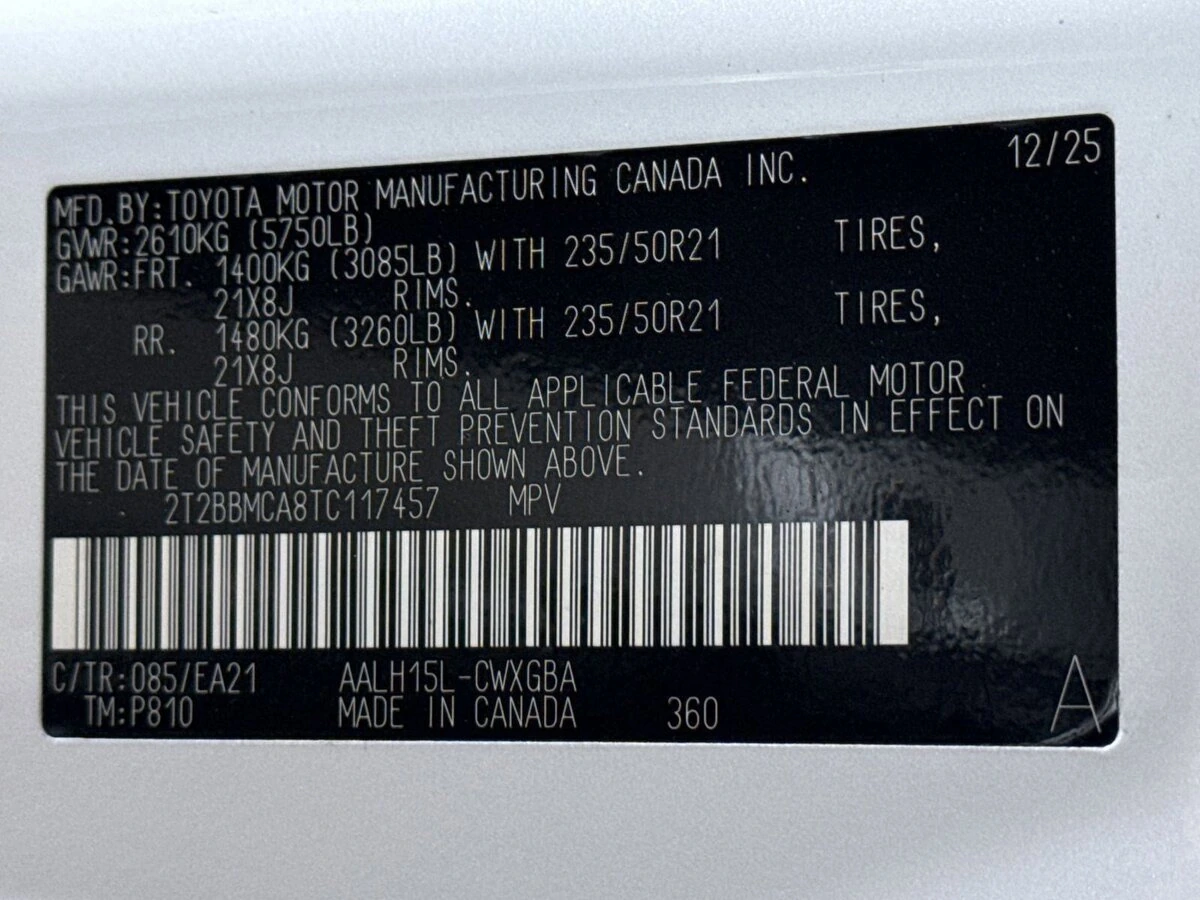 12/25
MFD.BY:TOYOTA MOTOR MANUFACTURING CANADA INC.
GVWR:2610KG (5750LB)
GAWR:FRT. 1400KG (3085LB) WITH 235/50R21 TIRES,
21X8J RIMS.
RR. 1480KG (3260LB) WITH 235/50R21 TIRES,
21X8J RIMS.
THIS VEHICLE CONFORMS TO ALL APPLICABLE FEDERAL MOTOR
VEHICLE SAFETY AND THEFT PREVENTION STANDARDS IN EFFECT ON
THE DATE OF MANUFACTURE SHOWN ABOVE.
2T2BBMCA8TC117457 MPV
C/TR:085/EA21 AALH15L-CWXGBA
TM:P810 MADE IN CANADA 360 A